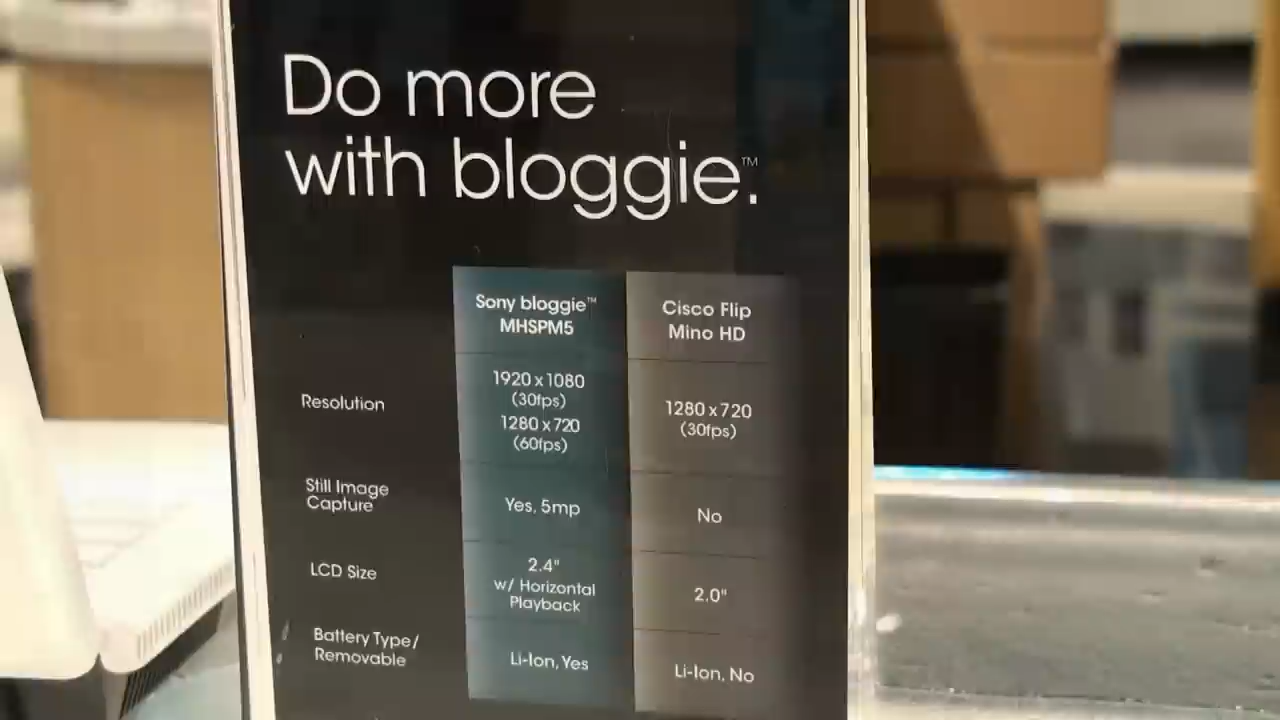 Do more
with bloggie™.
Sony bloggie™
MHSPM5
Cisco Flip
Mino HD
Resolution
1920 x 1080
(30fps)
1280 x 720
(60fps)
1280 x 720
(30fps)
Still Image
Capture
Yes, 5mp
No
LCD Size
2.4"
w/ Horizontal
Playback
2.0"
Battery Type/
Removable
Li-Ion, Yes
Li-Ion, No